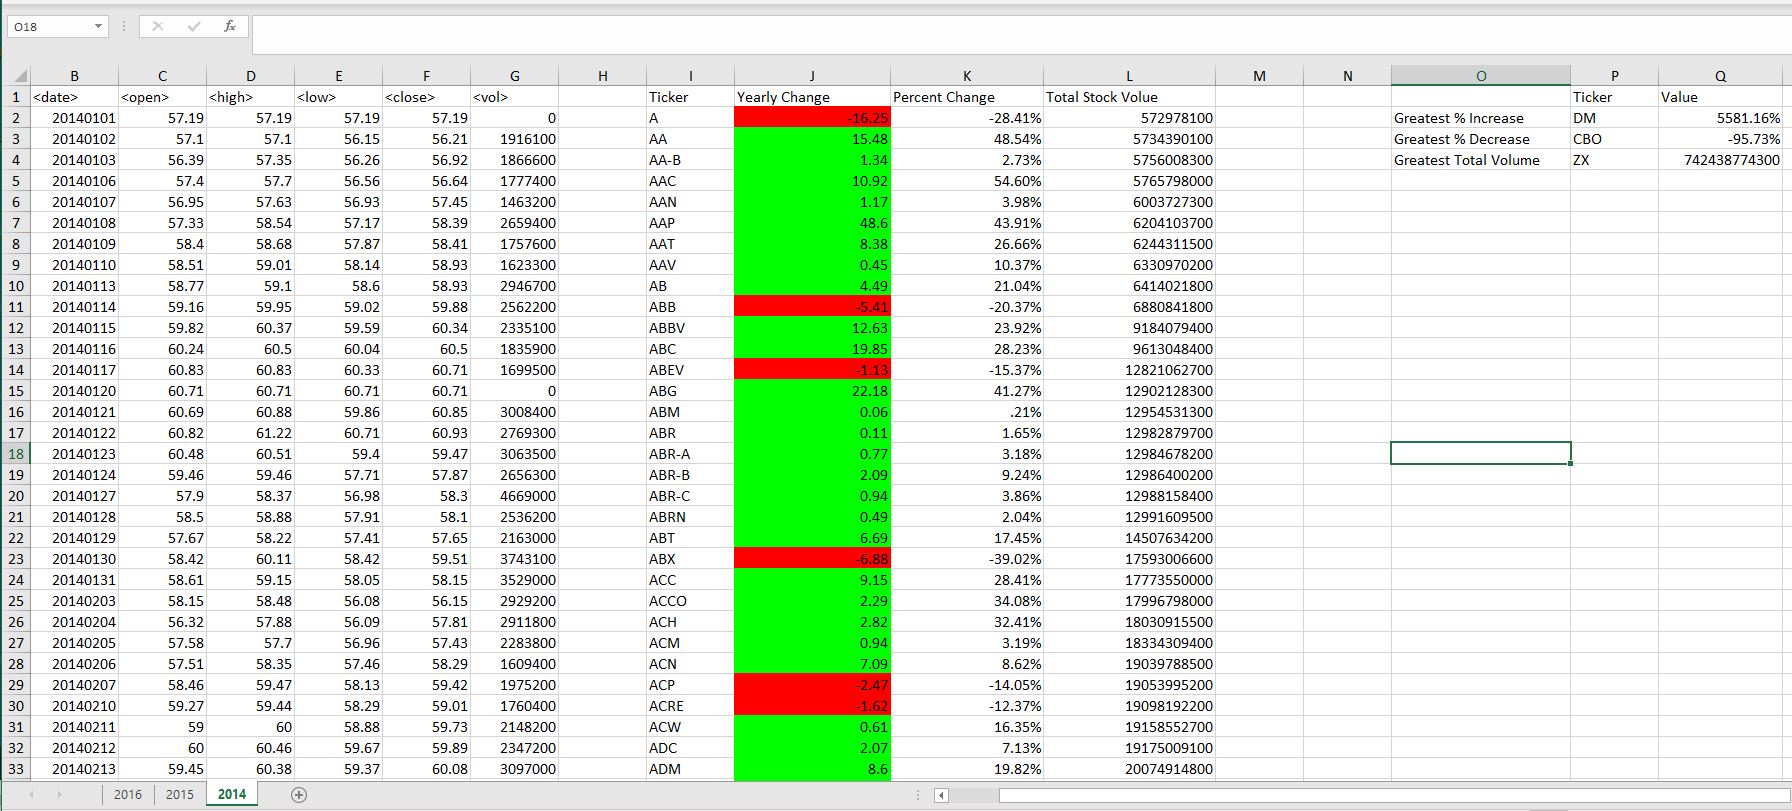 O18 fx
B C D E F G H I J K L M N O P Q
1 <date> <open> <high> <low> <close> <vol> Ticker Yearly Change Percent Change Total Stock Volue Ticker Value
2 20140101 57.19 57.19 57.19 57.19 0 A -16.25 -28.41% 572978100 Greatest % Increase DM 5581.16%
3 20140102 57.1 57.1 56.15 56.21 1916100 AA 15.48 48.54% 5734390100 Greatest % Decrease CBO -95.73%
4 20140103 56.39 57.35 56.26 56.92 1866600 AA-B 1.34 2.73% 5756008300 Greatest Total Volume ZX 742438774300
5 20140106 57.4 57.7 56.56 56.64 1777400 AAC 10.92 54.60% 5765798000
6 20140107 56.95 57.63 56.93 57.45 1463200 AAN 1.17 3.98% 6003727300
7 20140108 57.33 58.54 57.17 58.39 2659400 AAP 48.6 43.91% 6204103700
8 20140109 58.4 58.68 57.87 58.41 1757600 AAT 8.38 26.66% 6244311500
9 20140110 58.51 59.01 58.14 58.93 1623300 AAV 0.45 10.37% 6330970200
10 20140113 58.77 59.1 58.6 58.93 2946700 AB 4.49 21.04% 6414021800
11 20140114 59.16 59.95 59.02 59.88 2562200 ABB -5.41 -20.37% 6880841800
12 20140115 59.82 60.37 59.59 60.34 2335100 ABBV 12.63 23.92% 9184079400
13 20140116 60.24 60.5 60.04 60.5 1835900 ABC 19.85 28.23% 9613048400
14 20140117 60.83 60.83 60.33 60.71 1699500 ABEV -1.13 -15.37% 12821062700
15 20140120 60.71 60.71 60.71 60.71 0 ABG 22.18 41.27% 12902128300
16 20140121 60.69 60.88 59.86 60.85 3008400 ABM 0.06 .21% 12954531300
17 20140122 60.82 61.22 60.71 60.93 2769300 ABR 0.11 1.65% 12982879700
18 20140123 60.48 60.51 59.4 59.47 3063500 ABR-A 0.77 3.18% 12984678200
19 20140124 59.46 59.46 57.71 57.87 2656300 ABR-B 2.09 9.24% 12986400200
20 20140127 57.9 58.37 56.98 58.3 4669000 ABR-C 0.94 3.86% 12988158400
21 20140128 58.5 58.88 57.91 58.1 2536200 ABRN 0.49 2.04% 12991609500
22 20140129 57.67 58.22 57.41 57.65 2163000 ABT 6.69 17.45% 14507634200
23 20140130 58.42 60.11 58.42 59.51 3743100 ABX -6.88 -39.02% 17593006600
24 20140131 58.61 59.15 58.05 58.15 3529000 ACC 9.15 28.41% 17773550000
25 20140203 58.15 58.48 56.08 56.15 2929200 ACCO 2.29 34.08% 17996798000
26 20140204 56.32 57.88 56.09 57.81 2911800 ACH 2.82 32.41% 18030915500
27 20140205 57.58 57.7 56.96 57.43 2283800 ACM 0.94 3.19% 18334309400
28 20140206 57.51 58.35 57.46 58.29 1609400 ACN 7.09 8.62% 19039788500
29 20140207 58.46 59.47 58.13 59.42 1975200 ACP -2.47 -14.05% 19053995200
30 20140210 59.27 59.44 58.29 59.01 1760400 ACRE -1.62 -12.37% 19098192200
31 20140211 59 60 58.88 59.73 2148200 ACW 0.61 16.35% 19158552700
32 20140212 60 60.46 59.67 59.89 2347200 ADC 2.07 7.13% 19175009100
33 20140213 59.45 60.38 59.37 60.08 3097000 ADM 8.6 19.82% 20074914800
2016 2015 2014